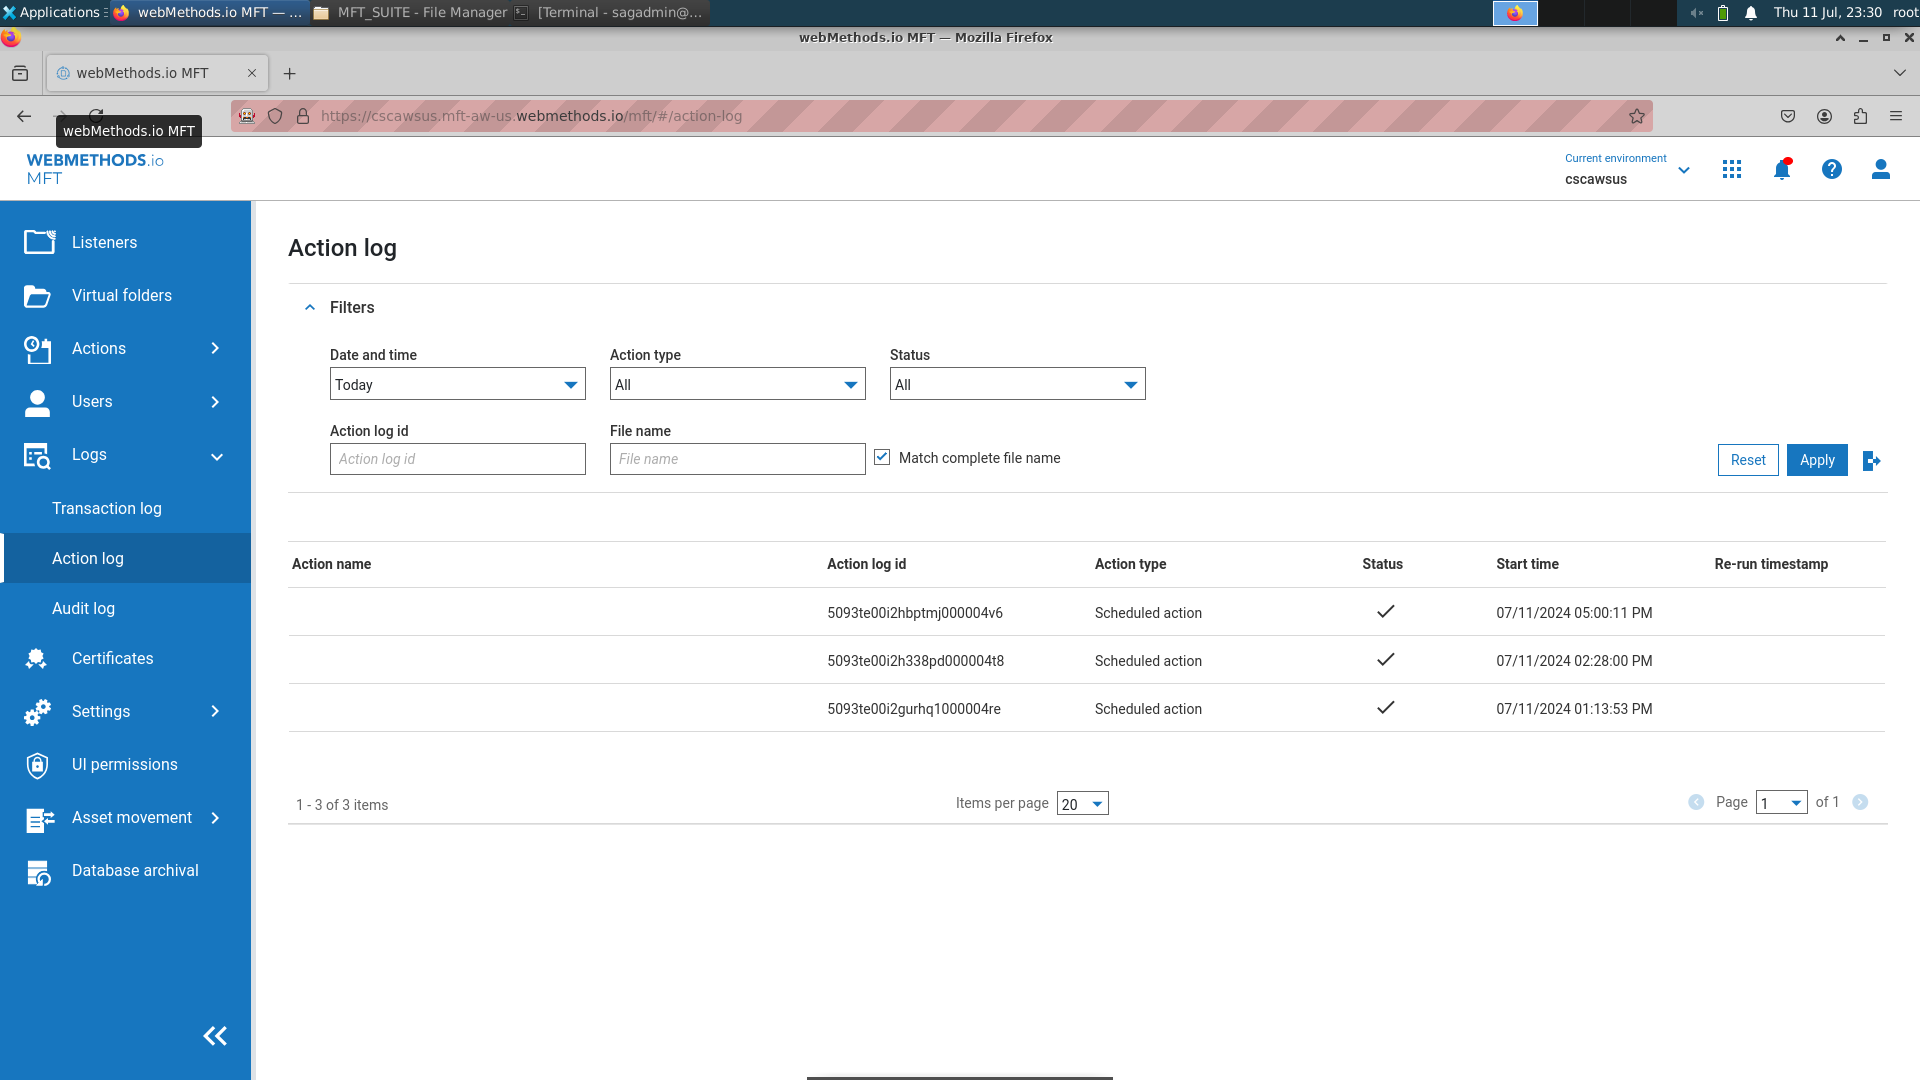 Applications
webMethods.io MFT — ...
MFT_SUITE - File Manager
[Terminal - sagadmin@...
Thu 11 Jul, 23:30
root
webMethods.io MFT — Mozilla Firefox
webMethods.io MFT
https://cscawsus.mft-aw-us.webmethods.io/mft/#/action-log
webMethods.io MFT
WEBMETHODS.io
MFT
Current environment
cscawsus
Listeners
Virtual folders
Actions
Users
Logs
Transaction log
Action log
Audit log
Certificates
Settings
UI permissions
Asset movement
Database archival
Action log
Filters
Date and time
Action type
Status
Today
All
All
Action log id
File name
Action log id
File name
Match complete file name
Reset
Apply
Action name
Action log id
Action type
Status
Start time
Re-run timestamp
5093te00i2hbptmj000004v6
Scheduled action
07/11/2024 05:00:11 PM
5093te00i2h338pd000004t8
Scheduled action
07/11/2024 02:28:00 PM
5093te00i2gurhq1000004re
Scheduled action
07/11/2024 01:13:53 PM
1 - 3 of 3 items
Items per page
20
Page
1
of 1